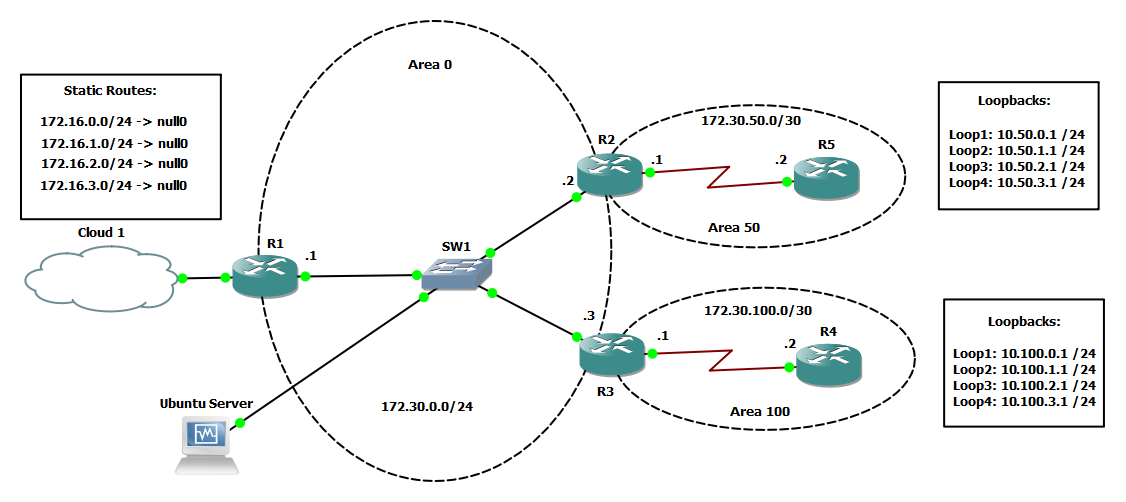 Area 0
Static Routes:
172.16.0.0/24 -> null0
172.16.1.0/24 -> null0
172.16.2.0/24 -> null0
172.16.3.0/24 -> null0
Cloud 1
R1
.1
SW1
R2
.2
.1
172.30.50.0/30
R5
.2
Area 50
Loopbacks:
Loop1: 10.50.0.1 /24
Loop2: 10.50.1.1 /24
Loop3: 10.50.2.1 /24
Loop4: 10.50.3.1 /24
.3
R3
.1
172.30.100.0/30
R4
.2
Area 100
Loopbacks:
Loop1: 10.100.0.1 /24
Loop2: 10.100.1.1 /24
Loop3: 10.100.2.1 /24
Loop4: 10.100.3.1 /24
Ubuntu Server
172.30.0.0/24